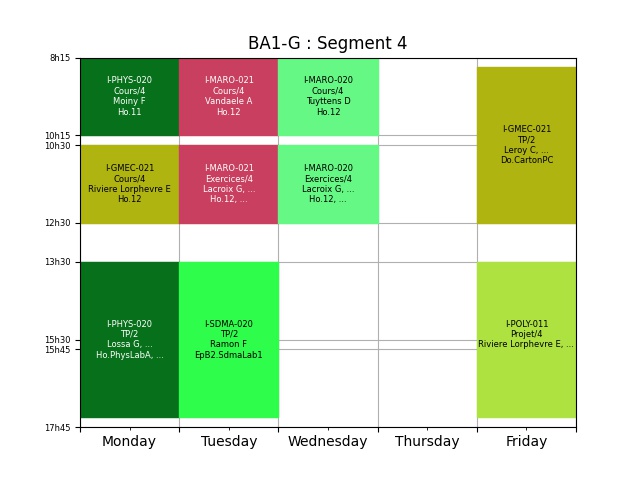 BA1-G : Segment 4
8h15
10h15
10h30
12h30
13h30
15h30
15h45
17h45
I-PHYS-020
Cours/4
Moiny F
Ho.11
I-MARO-021
Cours/4
Vandaele A
Ho.12
I-MARO-020
Cours/4
Tuyttens D
Ho.12
I-GMEC-021
TP/2
Leroy C, ...
Do.CartonPC
I-GMEC-021
Cours/4
Riviere Lorphevre E
Ho.12
I-MARO-021
Exercices/4
Lacroix G, ...
Ho.12, ...
I-MARO-020
Exercices/4
Lacroix G, ...
Ho.12, ...
I-PHYS-020
TP/2
Lossa G, ...
Ho.PhysLabA, ...
I-SDMA-020
TP/2
Ramon F
EpB2.SdmaLab1
I-POLY-011
Projet/4
Riviere Lorphevre E, ...
Monday
Tuesday
Wednesday
Thursday
Friday